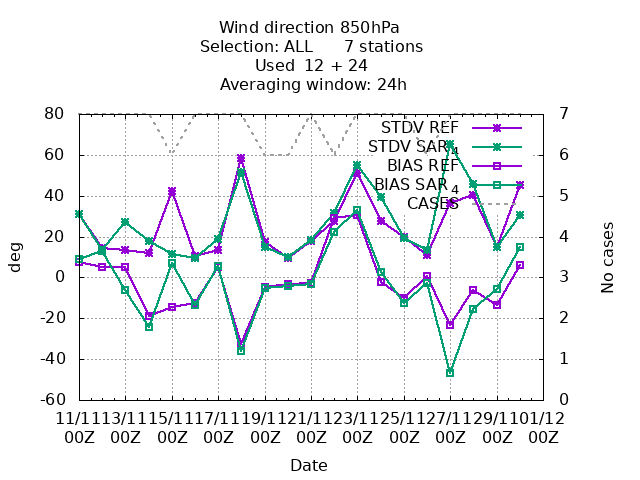 Wind direction 850hPa
Selection: ALL 7 stations
Used 12 + 24
Averaging window: 24h
STDV REF
STDV SAR_4
BIAS REF
BIAS SAR_4
CASES
80
60
40
20
0
-20
-40
-60
deg
7
6
5
4
3
2
1
0
No cases
11/11 13/11 15/11 17/11 19/11 21/11 23/11 25/11 27/11 29/11 01/12
00Z 00Z 00Z 00Z 00Z 00Z 00Z 00Z 00Z 00Z 00Z
Date